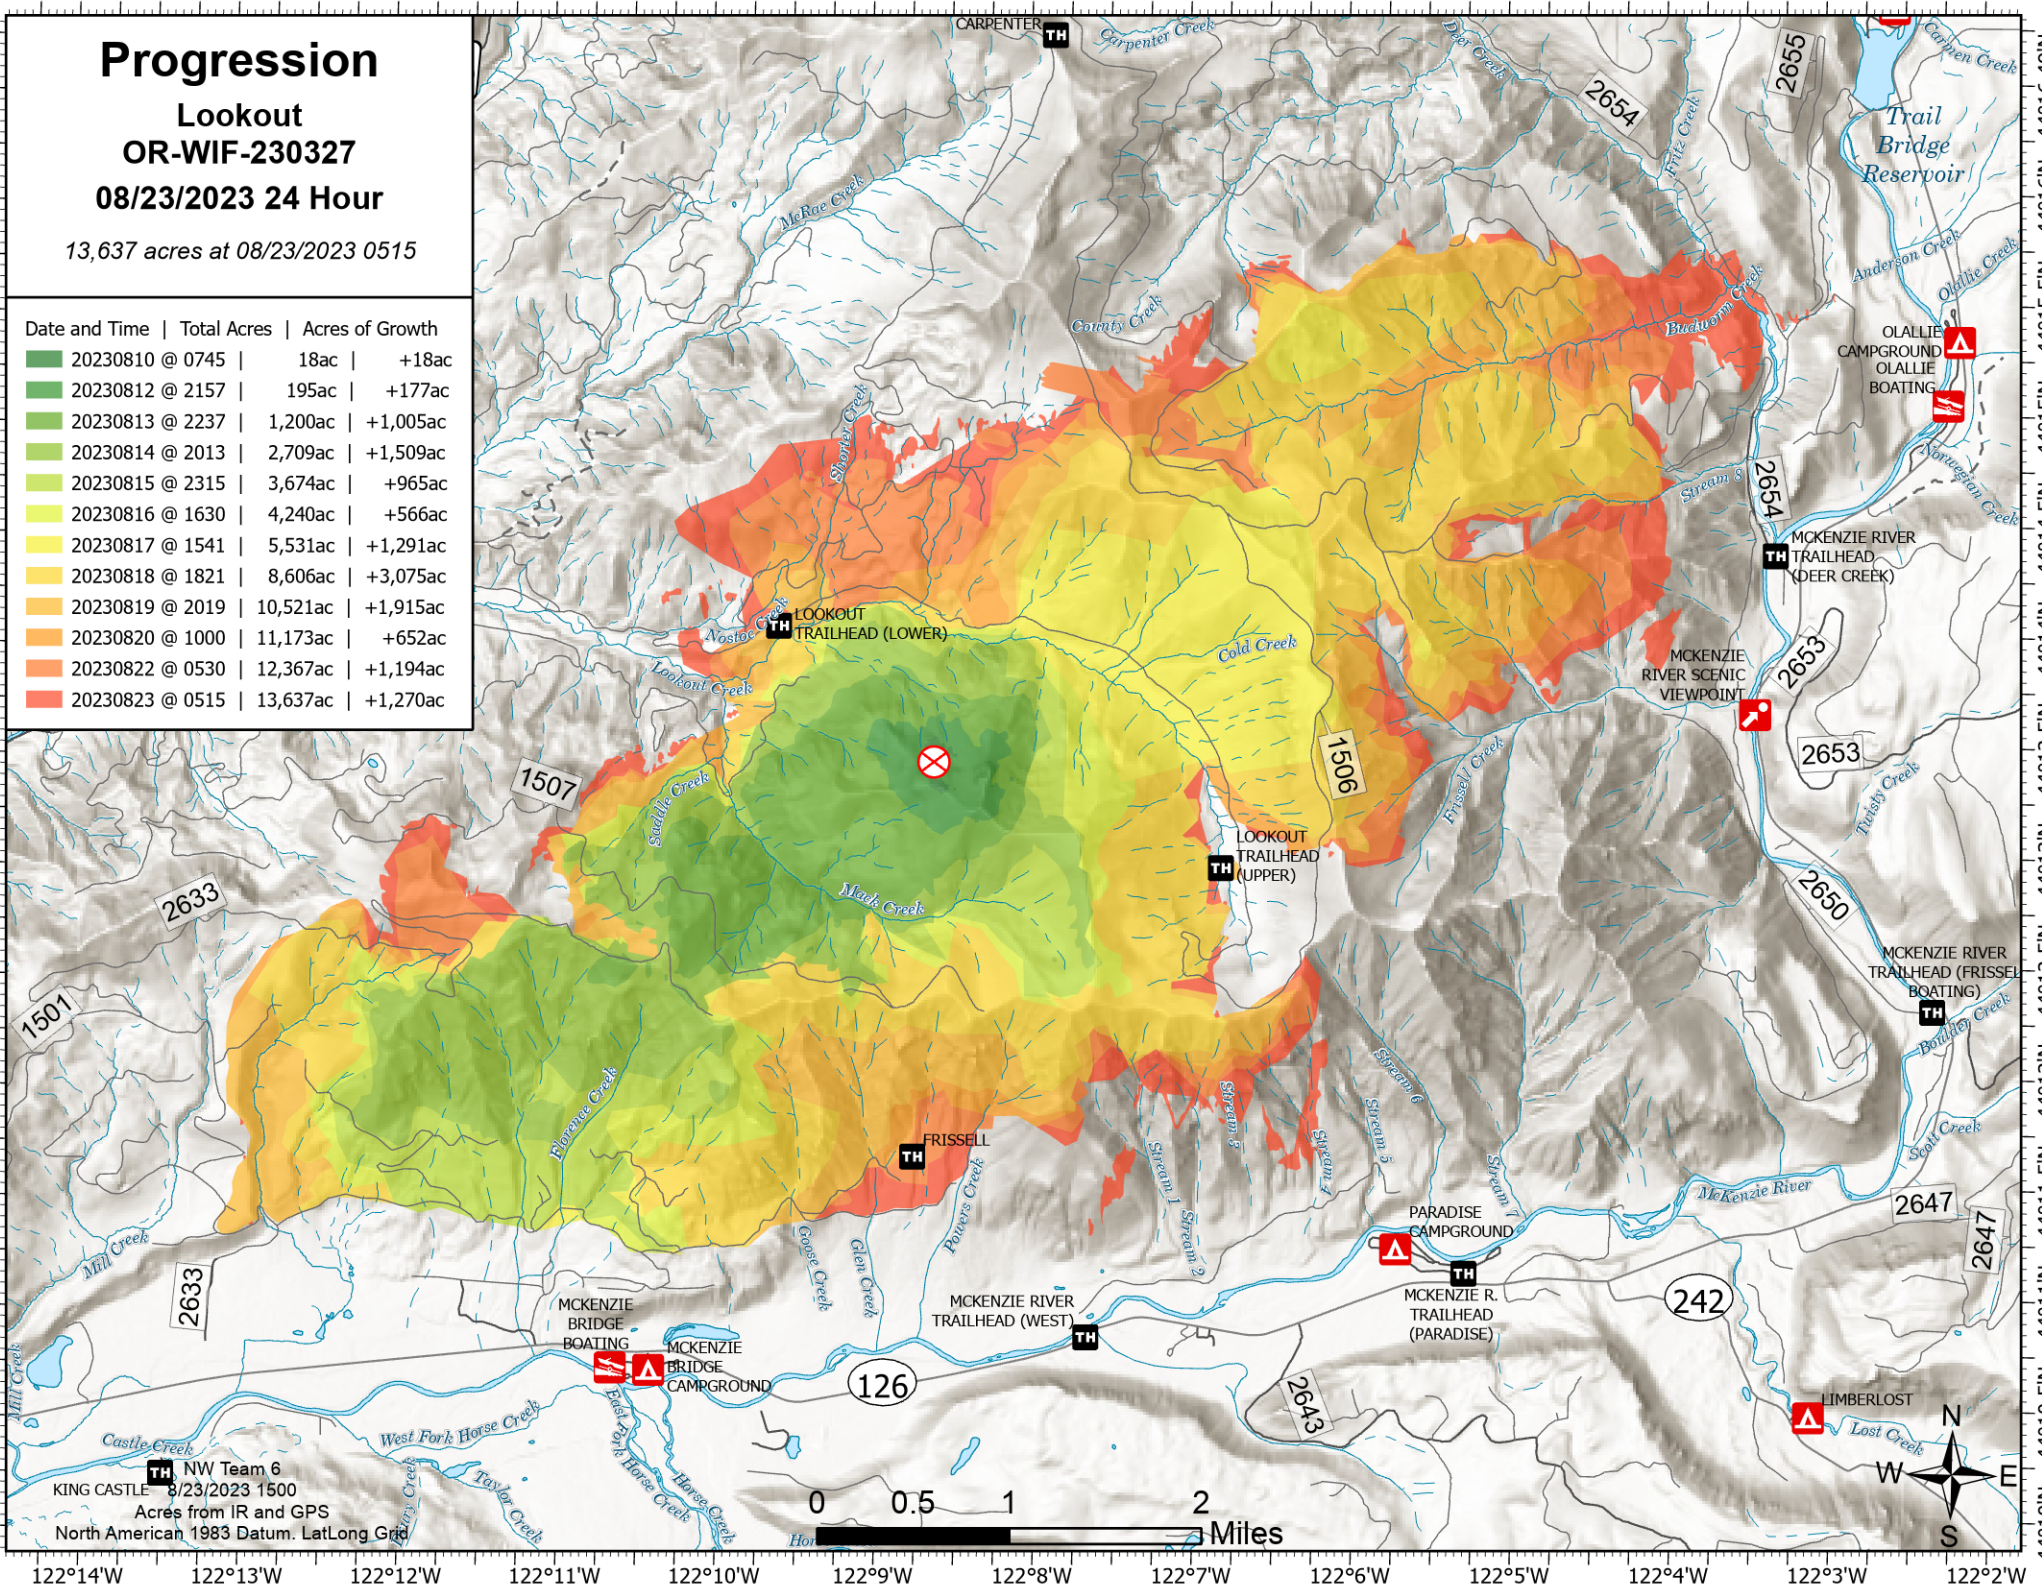 Progression
Lookout
OR-WIF-230327
08/23/2023 24 Hour
13,637 acres at 08/23/2023 0515
Date and Time | Total Acres | Acres of Growth
20230810 @ 0745 | 18ac | +18ac
20230812 @ 2157 | 195ac | +177ac
20230813 @ 2237 | 1,200ac | +1,005ac
20230814 @ 2013 | 2,709ac | +1,509ac
20230815 @ 2315 | 3,674ac | +965ac
20230816 @ 1630 | 4,240ac | +566ac
20230817 @ 1541 | 5,531ac | +1,291ac
20230818 @ 1821 | 8,606ac | +3,075ac
20230819 @ 2019 | 10,521ac | +1,915ac
20230820 @ 1000 | 11,173ac | +652ac
20230822 @ 0530 | 12,367ac | +1,194ac
20230823 @ 0515 | 13,637ac | +1,270ac
CARPENTER
TH
Carpenter Creek
Deer Creek
2654
2655
Carmen Creek
Fritz Creek
Trail
Bridge
Reservoir
McRae Creek
Anderson Creek
Olallie Creek
County Creek
Budworm Creek
OLALLIE
CAMPGROUND
OLALLIE
BOATING
Shorter Creek
Norwegian Creek
Stream 8
2654
TH
MCKENZIE RIVER
TRAILHEAD
(DEER CREEK)
Nostoc Creek
TH
LOOKOUT
TRAILHEAD (LOWER)
Lookout Creek
Cold Creek
MCKENZIE
RIVER SCENIC
VIEWPOINT
2653
2653
1507
Saddle Creek
1506
Frissell Creek
Twisty Creek
TH
LOOKOUT
TRAILHEAD
(UPPER)
Mack Creek
2633
2650
1501
MCKENZIE RIVER
TRAILHEAD (FRISSEL
BOATING)
TH
Boulder Creek
Florence Creek
Stream 6
Stream 5
Stream 3
Stream 4
Stream 1
Stream 2
Stream 7
FRISSELL
TH
Powers Creek
Scott Creek
McKenzie River
2647
2647
Mill Creek
2633
Goose Creek
Glen Creek
PARADISE
CAMPGROUND
TH
MCKENZIE R.
TRAILHEAD
(PARADISE)
242
MCKENZIE RIVER
TRAILHEAD (WEST)
TH
MCKENZIE
BRIDGE
BOATING
MCKENZIE
BRIDGE
CAMPGROUND
126
2643
LIMBERLOST
Lost Creek
Mill Creek
Castle Creek
West Fork Horse Creek
East Fork Horse Creek
Horse Creek
Taylor Creek
TH
KING CASTLE
NW Team 6
8/23/2023 1500
Acres from IR and GPS
North American 1983 Datum. LatLong Grid
0 0.5 1 2
Miles
N
W E
S
122°14'W 122°13'W 122°12'W 122°11'W 122°10'W 122°9'W 122°8'W 122°7'W 122°6'W 122°5'W 122°4'W 122°3'W 122°2'W